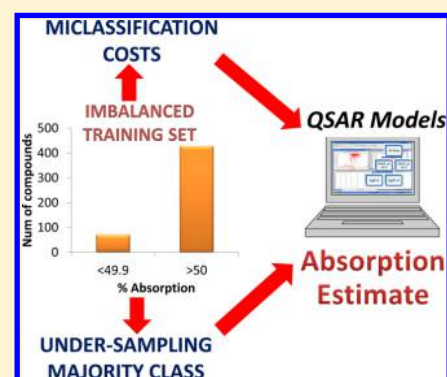 MICLASSIFICATION
COSTS
IMBALANCED
TRAINING SET
500
400
300
200
100
0
Num of compounds
<49.9
>50
% Absorption
QSAR Models
Absorption
Estimate
UNDER-SAMPLING
MAJORITY CLASS